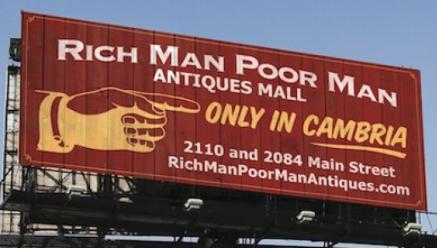 RICH MAN POOR MAN
ANTIQUES MALL
ONLY IN CAMBRIA
2110 and 2084 Main Street
RichManPoorManAntiques.com